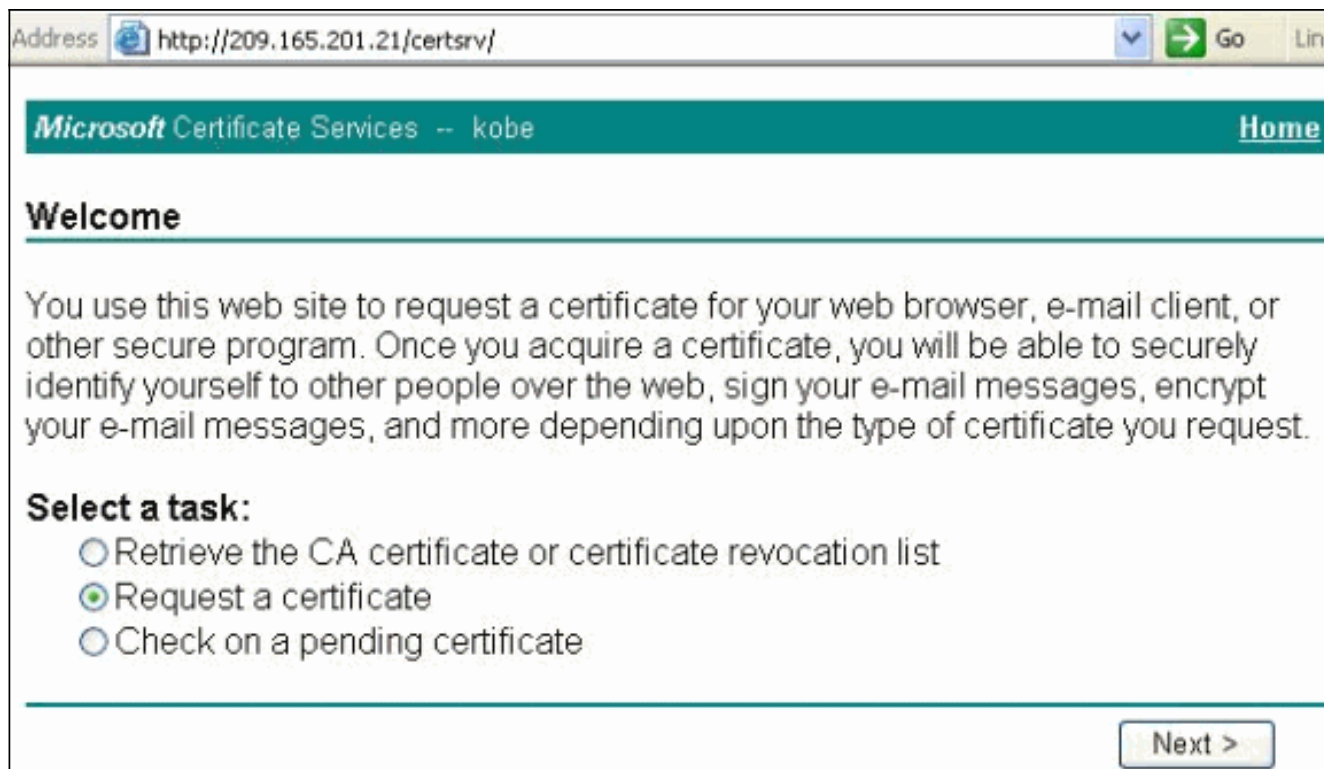 Address http://209.165.201.21/certsrv/ Go Lin
Microsoft Certificate Services -- kobe Home
Welcome
You use this web site to request a certificate for your web browser, e-mail client, or
other secure program. Once you acquire a certificate, you will be able to securely
identify yourself to other people over the web, sign your e-mail messages, encrypt
your e-mail messages, and more depending upon the type of certificate you request.
Select a task:
Retrieve the CA certificate or certificate revocation list
Request a certificate
Check on a pending certificate
Next >